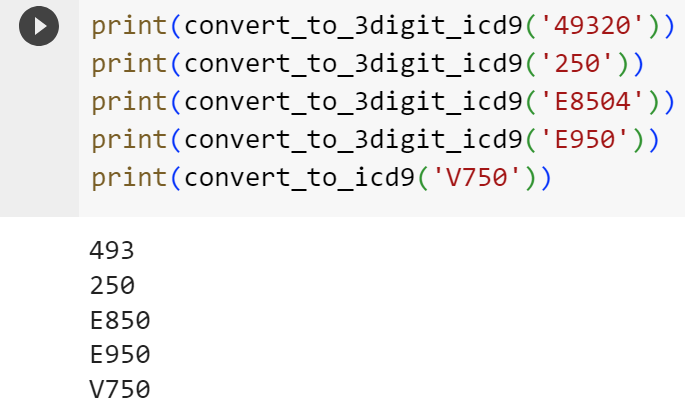 print(convert_to_3digit_icd9('49320'))
print(convert_to_3digit_icd9('250'))
print(convert_to_3digit_icd9('E8504'))
print(convert_to_3digit_icd9('E950'))
print(convert_to_icd9('V750'))
493
250
E850
E950
V750